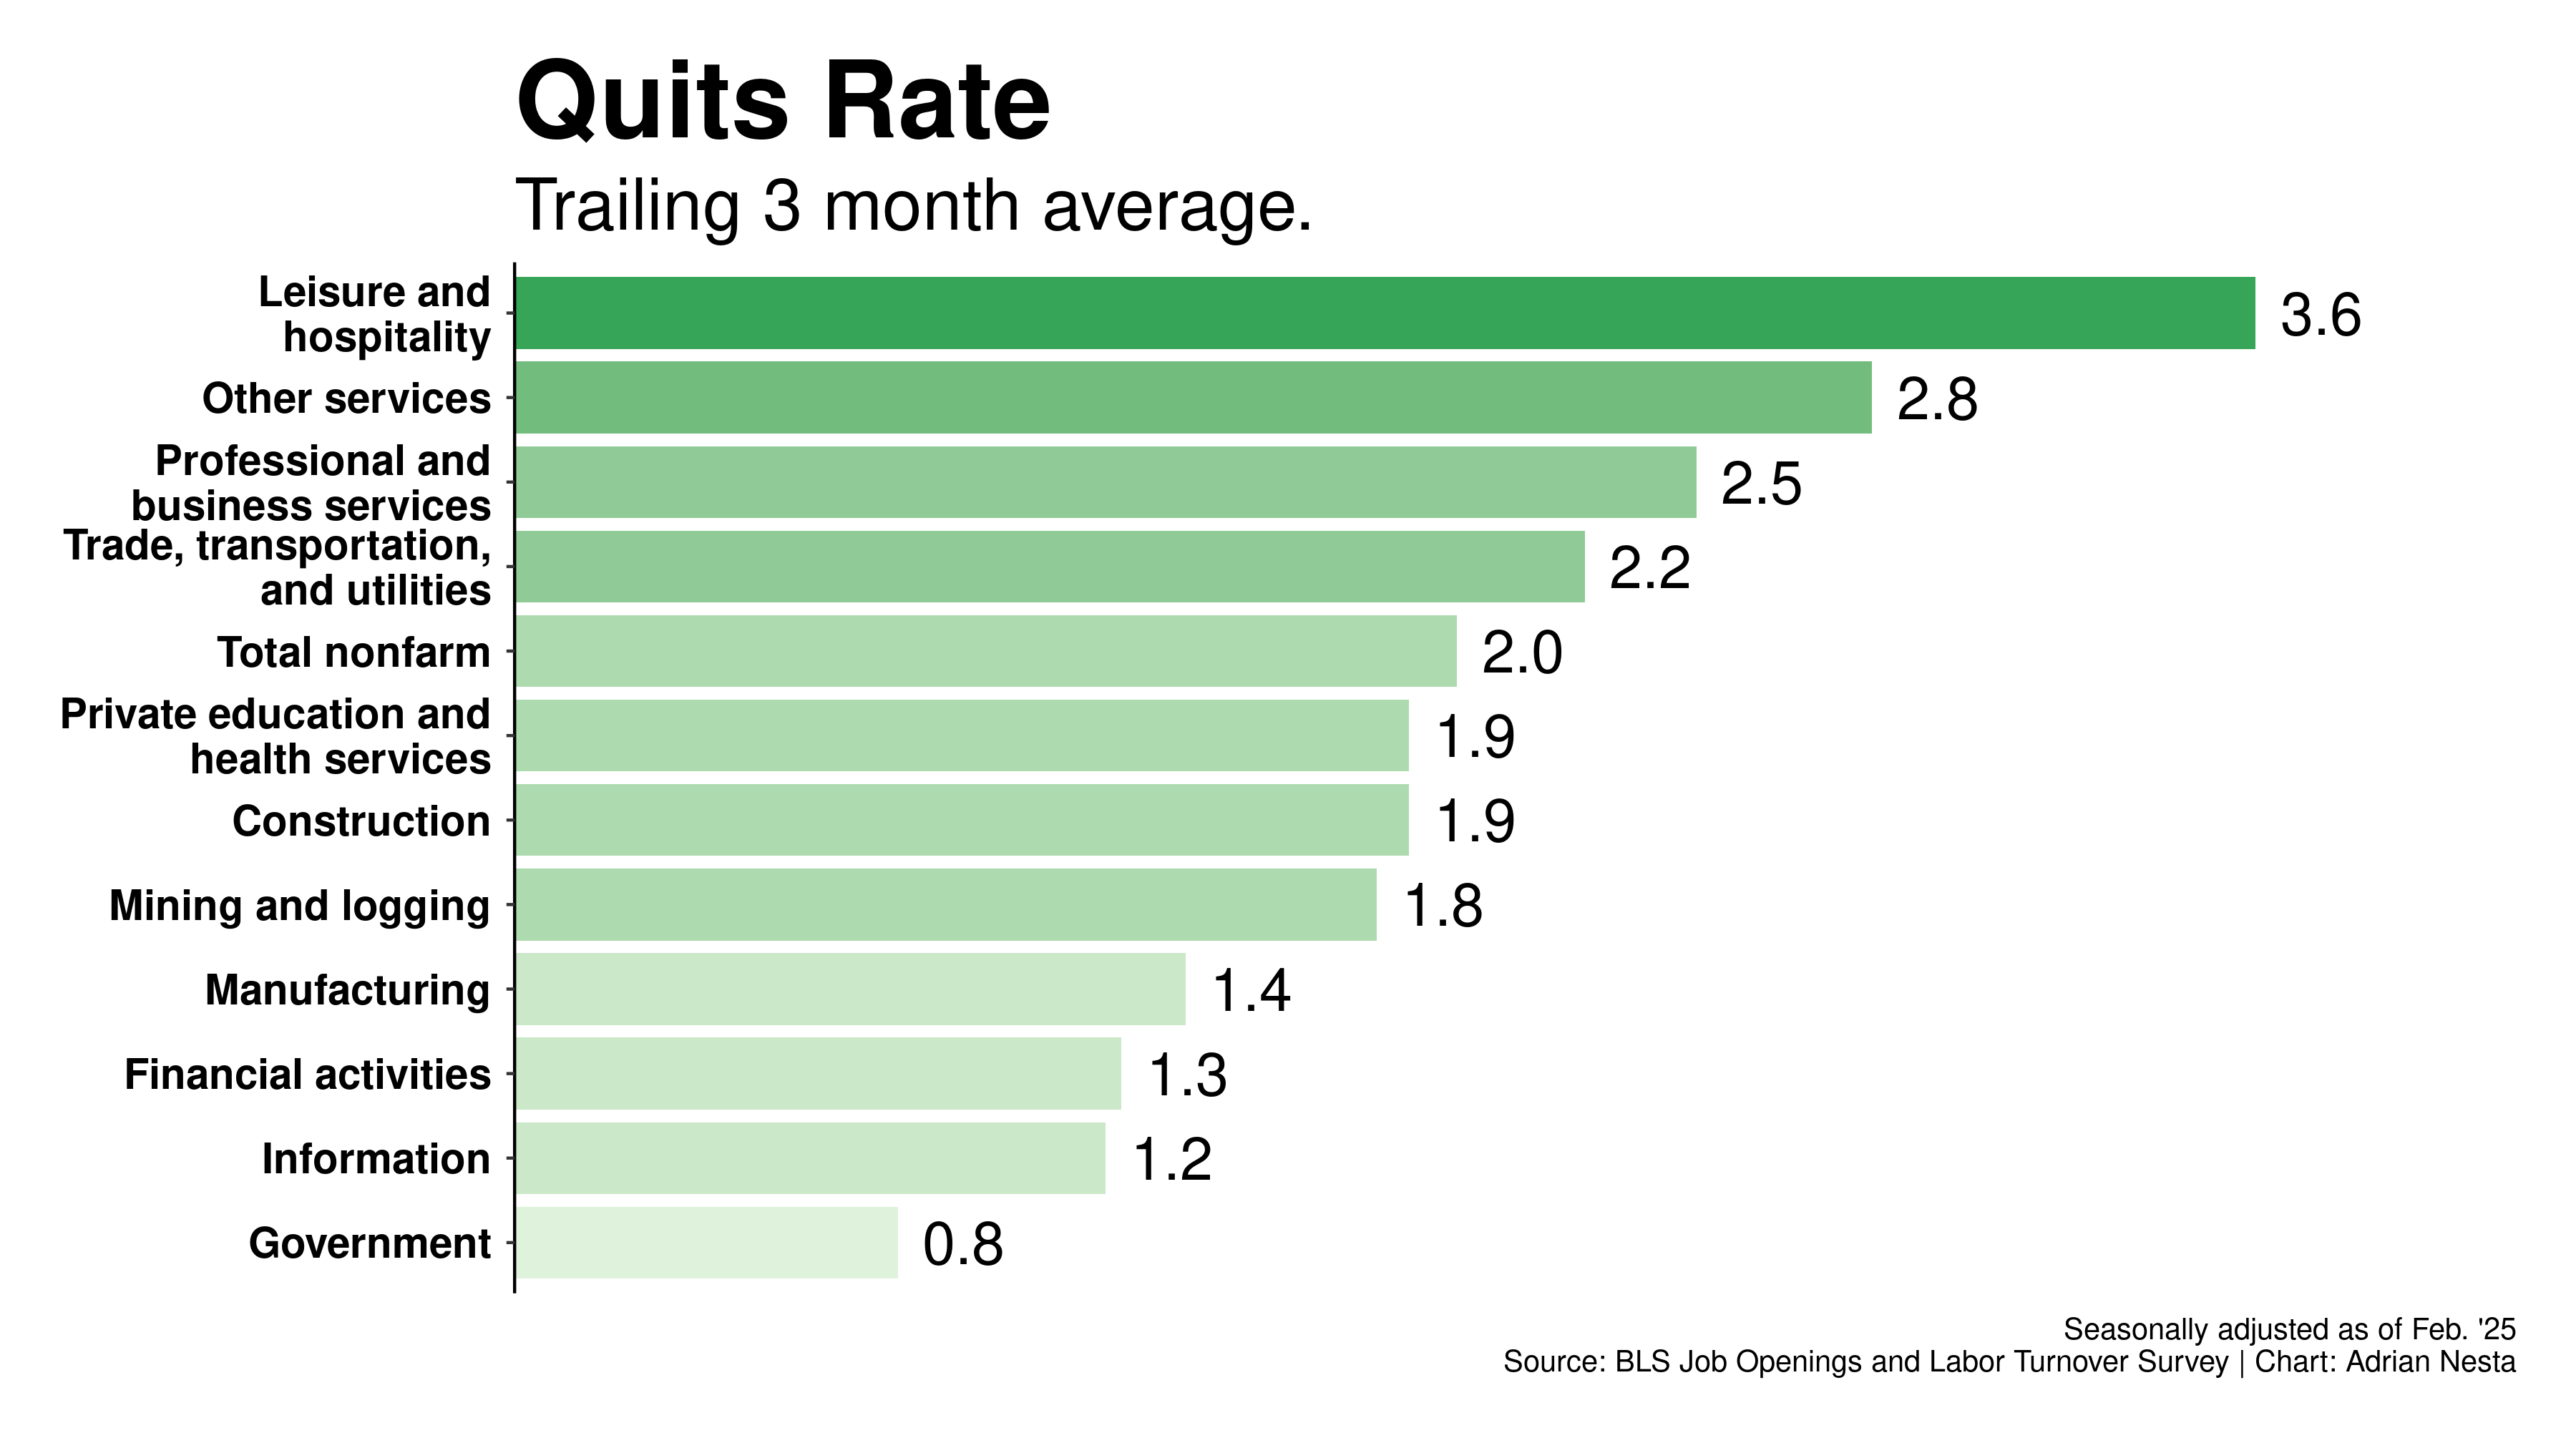 Quits Rate
Trailing 3 month average.
Leisure and
hospitality
3.6
Other services
2.8
Professional and
business services
2.5
Trade, transportation,
and utilities
2.2
Total nonfarm
2.0
Private education and
health services
1.9
Construction
1.9
Mining and logging
1.8
Manufacturing
1.4
Financial activities
1.3
Information
1.2
Government
0.8
Seasonally adjusted as of Feb. '25
Source: BLS Job Openings and Labor Turnover Survey | Chart: Adrian Nesta